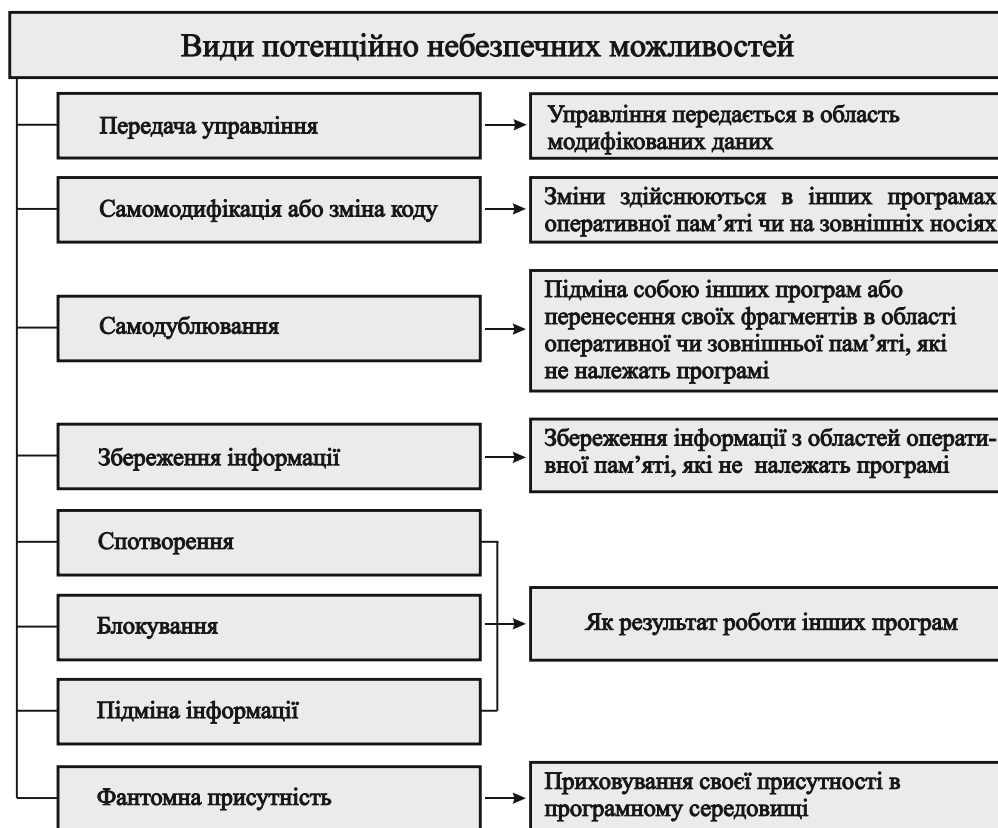 Види потенційно небезпечних можливостей
Передача управління
Управління передається в область
модифікованих даних
Самомодифікація або зміна коду
Зміни здійснюються в інших програмах
оперативної пам’яті чи на зовнішніх носіях
Самодублювання
Підміна собою інших програм або
перенесення своїх фрагментів в області
оперативної чи зовнішньої пам’яті, які
не належать програмі
Збереження інформації
Збереження інформації з областей операти-
вної пам’яті, які не належать програмі
Спотворення
Блокування
Підміна інформації
Як результат роботи інших програм
Фантомна присутність
Приховування своєї присутності в
програмному середовищі